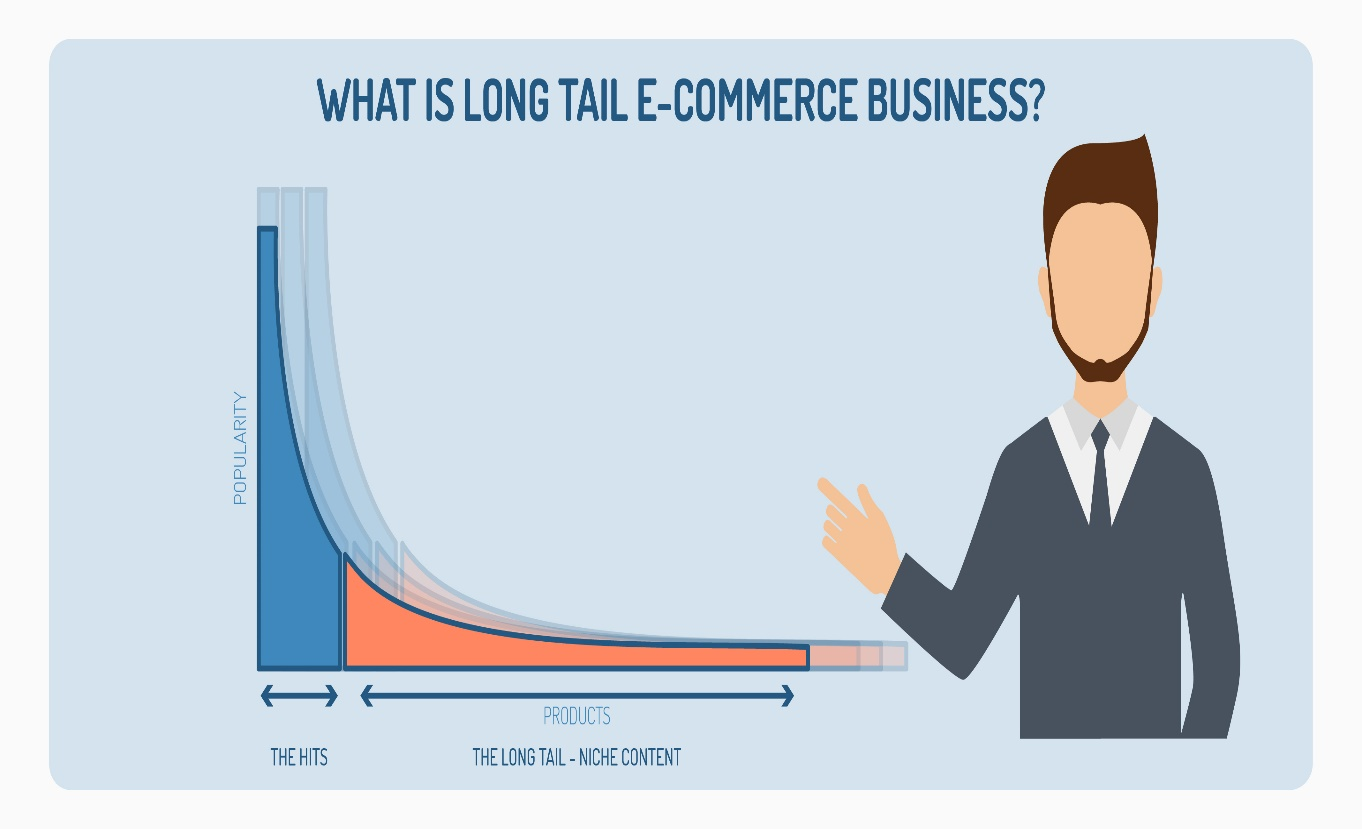 WHAT IS LONG TAIL E-COMMERCE BUSINESS?
POPULARITY
PRODUCTS
THE HITS
THE LONG TAIL - NICHE CONTENT